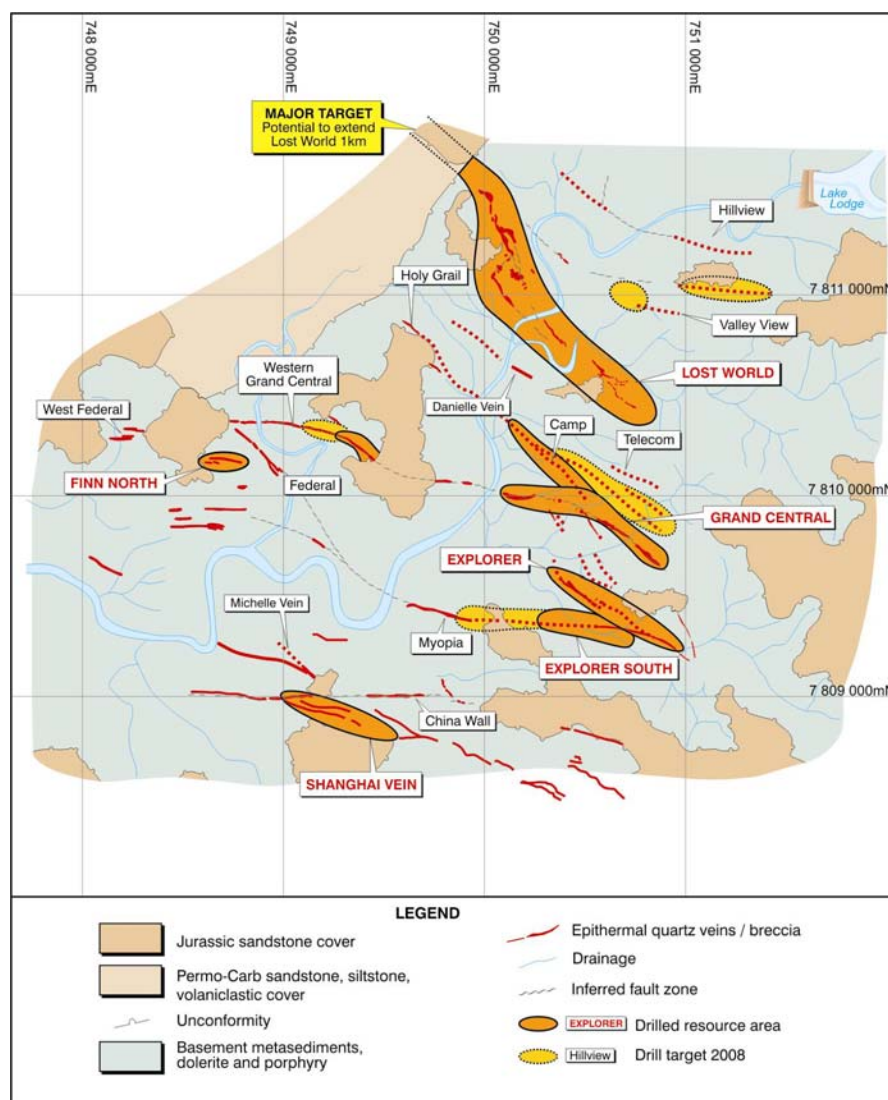 748 000mE
749 000mE
750 000mE
751 000mE
MAJOR TARGET
Potential to extend
Lost World 1km
Lake
Lodge
Hillview
Holy Grail
7 811 000mN
Valley View
Western
Grand Central
LOST WORLD
West Federal
Danielle Vein
Camp
Telecom
FINN NORTH
Federal
7 810 000mN
GRAND CENTRAL
EXPLORER
Michelle Vein
Myopia
EXPLORER SOUTH
7 809 000mN
China Wall
SHANGHAI VEIN
LEGEND
Jurassic sandstone cover
Permo-Carb sandstone, siltstone,
volaniclastic cover
Unconformity
Basement metasediments,
dolerite and porphyry
Epithermal quartz veins / breccia
Drainage
Inferred fault zone
EXPLORER Drilled resource area
Hillview Drill target 2008